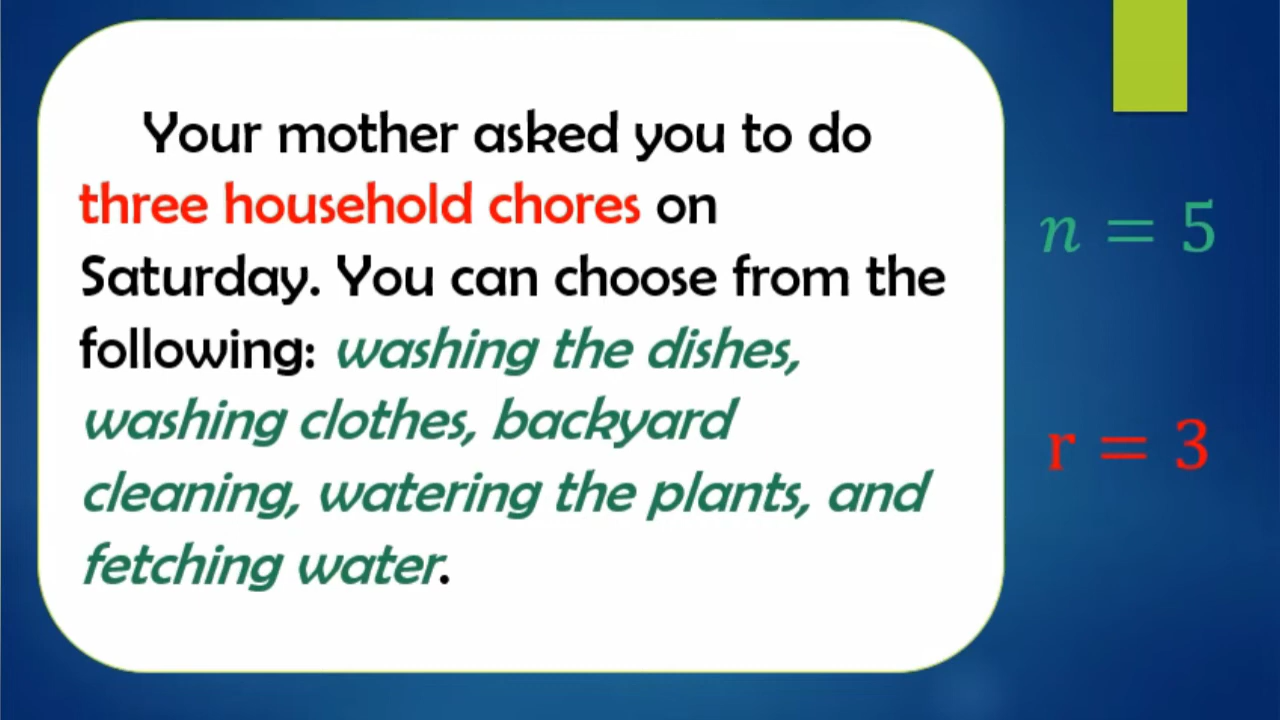 Your mother asked you to do
three household chores on
Saturday. You can choose from the
following: washing the dishes,
washing clothes, backyard
cleaning, watering the plants, and
fetching water.
n = 5
r = 3